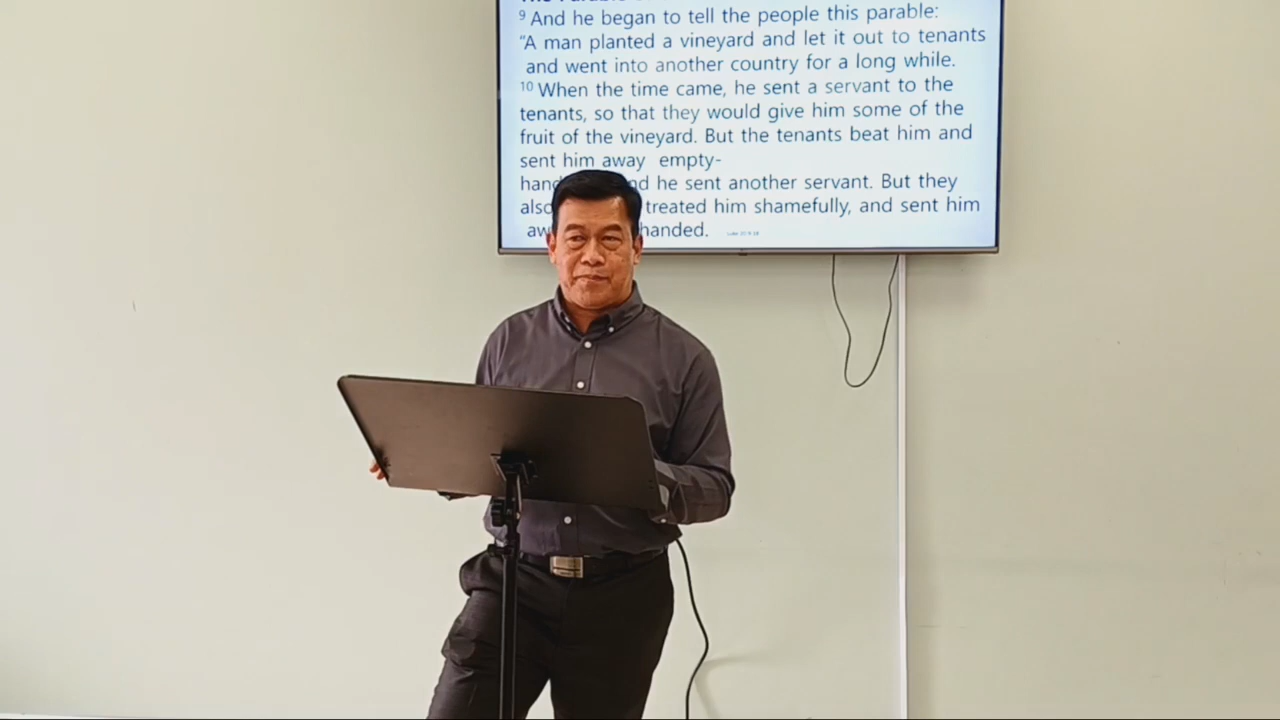 The Parable
9 And he began to tell the people this parable:
“A man planted a vineyard and let it out to tenants
and went into another country for a long while.
10 When the time came, he sent a servant to the
tenants, so that they would give him some of the
fruit of the vineyard. But the tenants beat him and
sent him away empty-
hand nd he sent another servant. But they
also treated him shamefully, and sent him
aw handed.